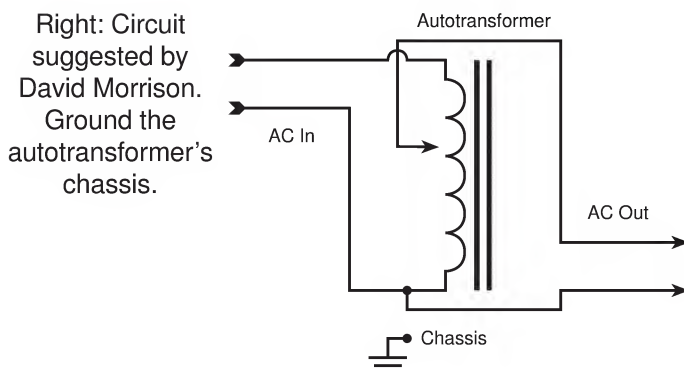 Right: Circuit
suggested by
David Morrison.
Ground the
autotransformer's
chassis.
Autotransformer
AC In
AC Out
Chassis